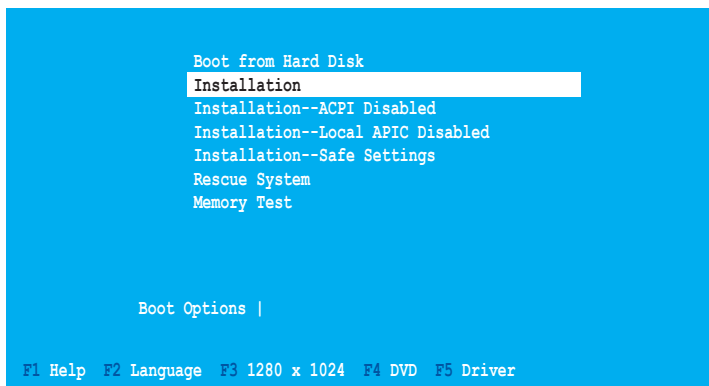 Boot from Hard Disk
Installation
Installation--ACPI Disabled
Installation--Local APIC Disabled
Installation--Safe Settings
Rescue System
Memory Test
Boot Options |
F1 Help F2 Language F3 1280 x 1024 F4 DVD F5 Driver